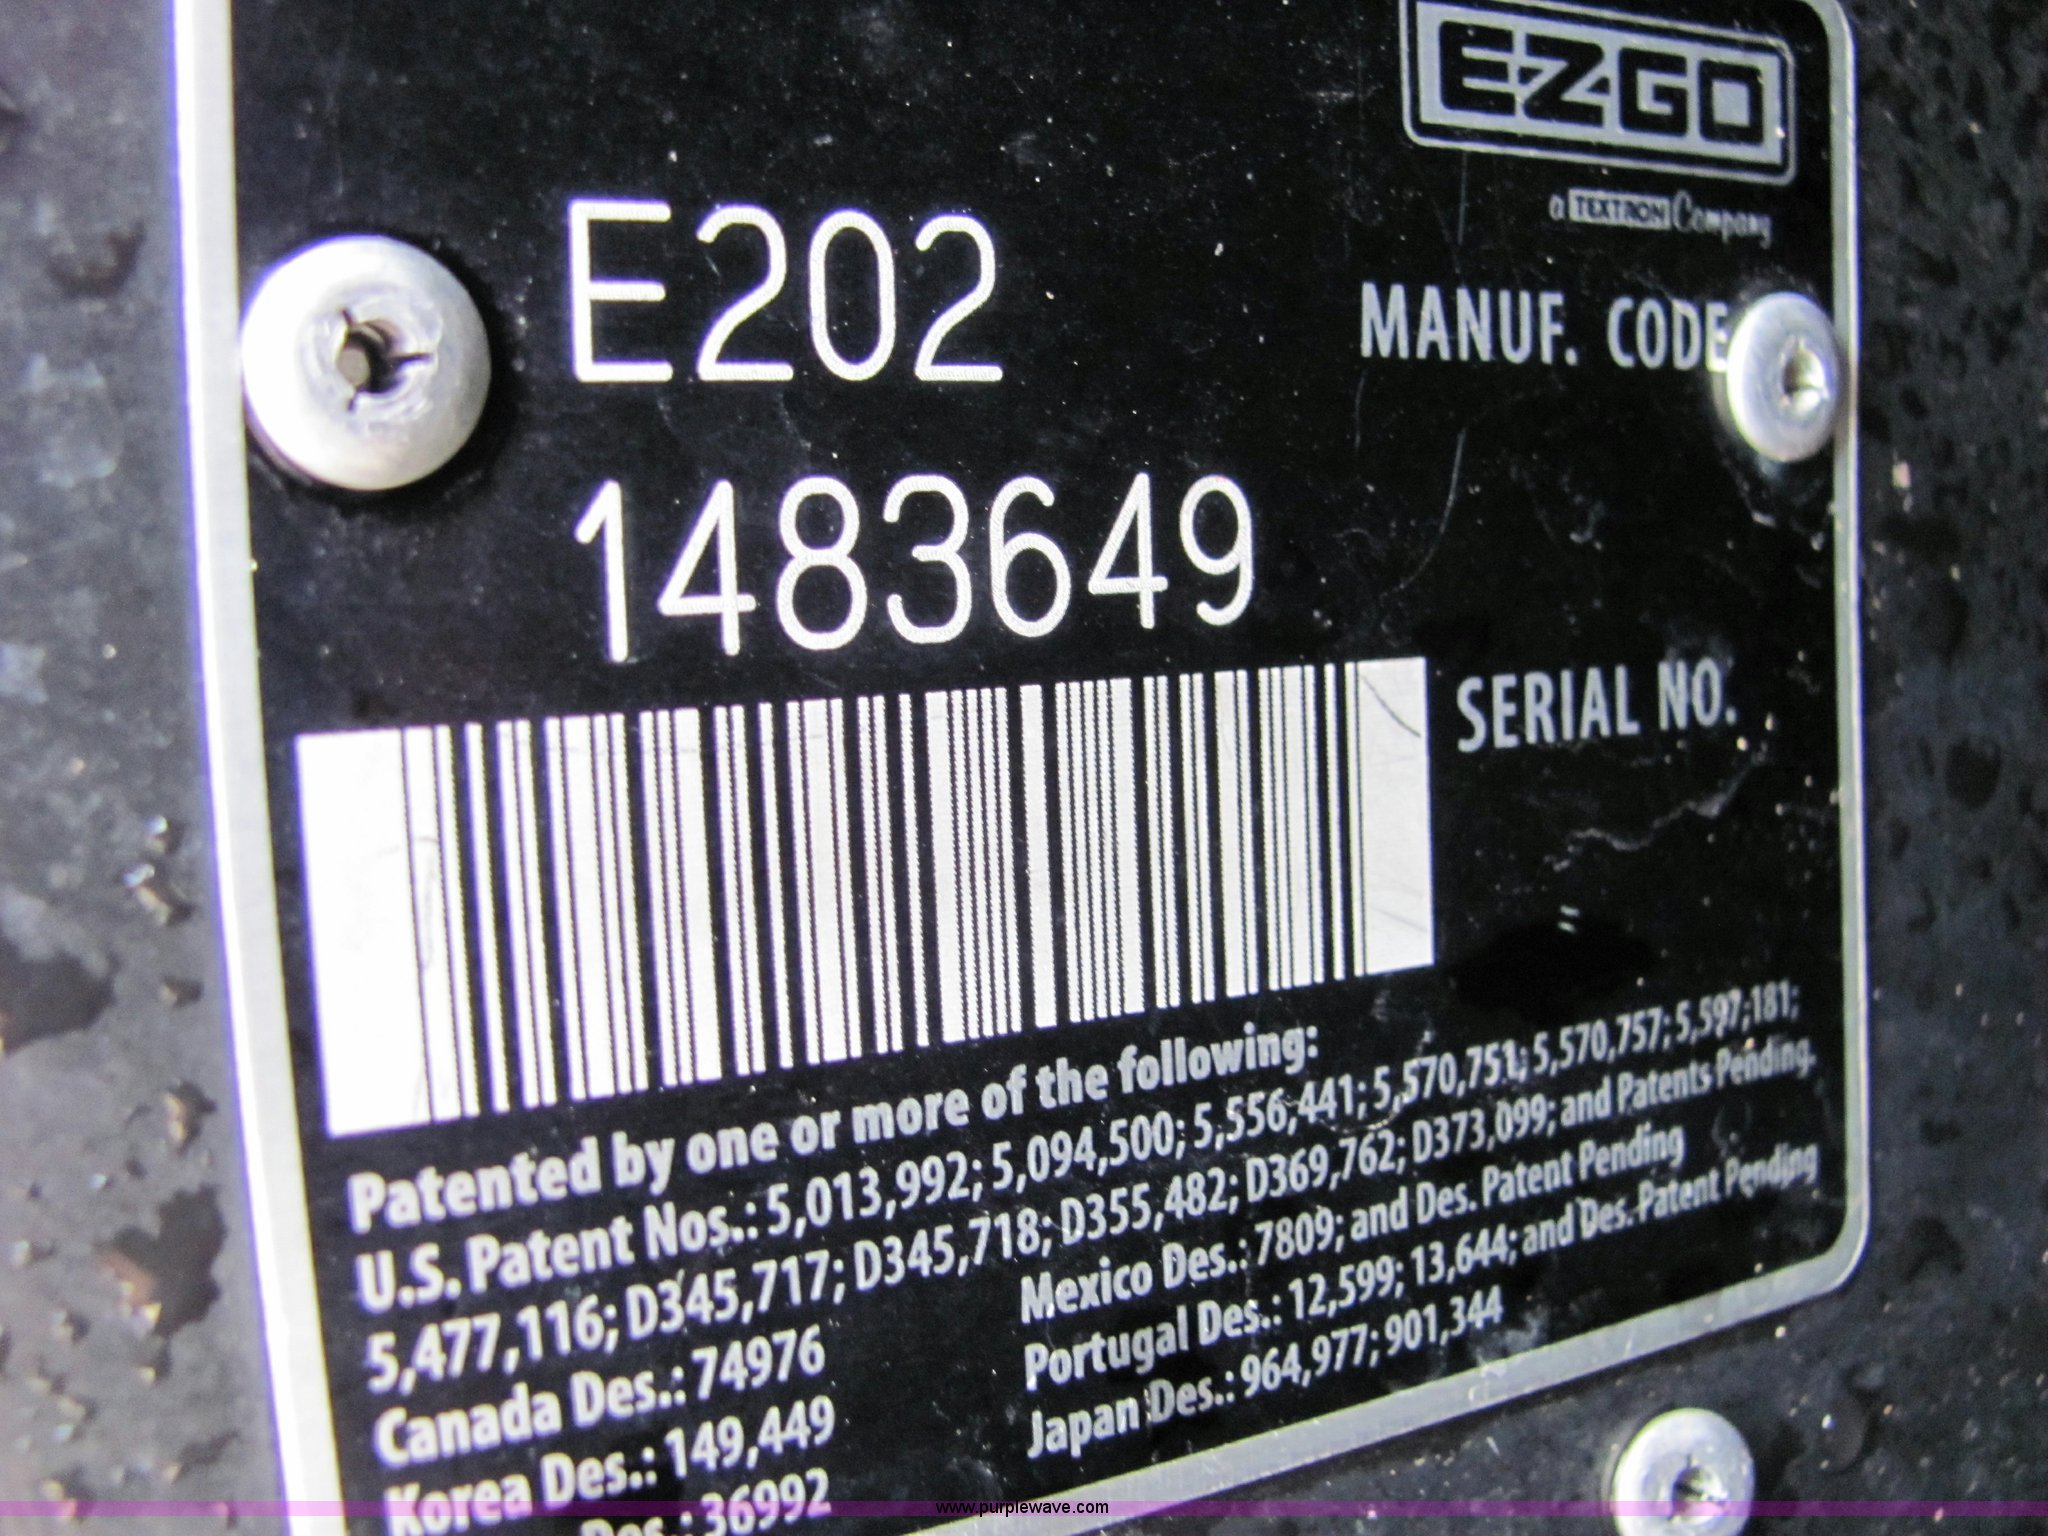 EZGO
a TEXTRON Company
E202
MANUF. CODE
1483649
SERIAL NO.
Patented by one or more of the following:
U.S. Patent Nos.: 5,013,992; 5,094,500; 5,556,441; 5,570,751; 5,570,757; 5,597,181;
5,477,116; D345,717; D345,718; D355,482; D369,762; D373,099; and Patents Pending.
Canada Des.: 74976
Mexico Des.: 7809; and Des. Patent Pending
Korea Des.: 149,449
Portugal Des.: 12,599; 13,644; and Des. Patent Pending
Des.: 36992
Japan Des.: 964,977; 901,344
www.purplewave.com